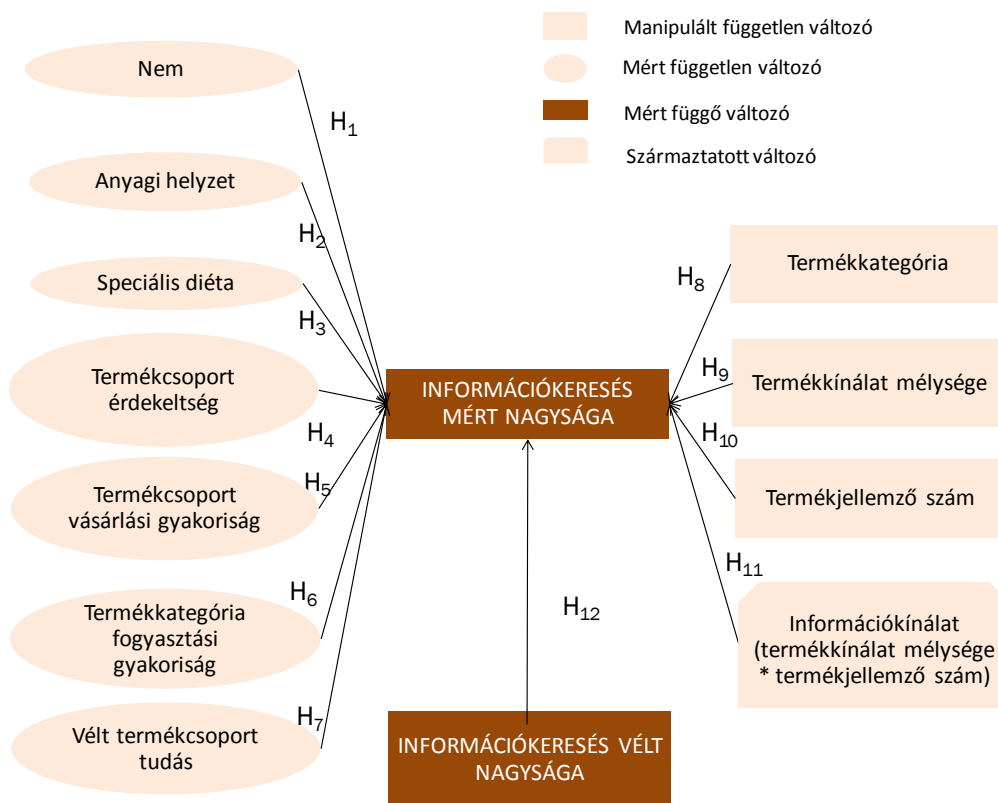 Manipulált független változó
Mért független változó
Mért függő változó
Származtatott változó
Nem
H1
Anyagi helyzet
H2
Speciális diéta
H3
Termékcsoport
érdekeltség
H4
Termékcsoport
vásárlási gyakoriság
H5
Termékkategória
fogyasztási
gyakoriság
H6
Vélt termékcsoport
tudás
H7
INFORMÁCIÓKERESÉS
MÉRT NAGYSÁGA
H12
INFORMÁCIÓKERESÉS VÉLT
NAGYSÁGA
Termékkategória
H8
Termékkínálat mélysége
H9
Termékjellemző szám
H10
Információkínálat
(termékkínálat mélysége
* termékjellemző szám)
H11